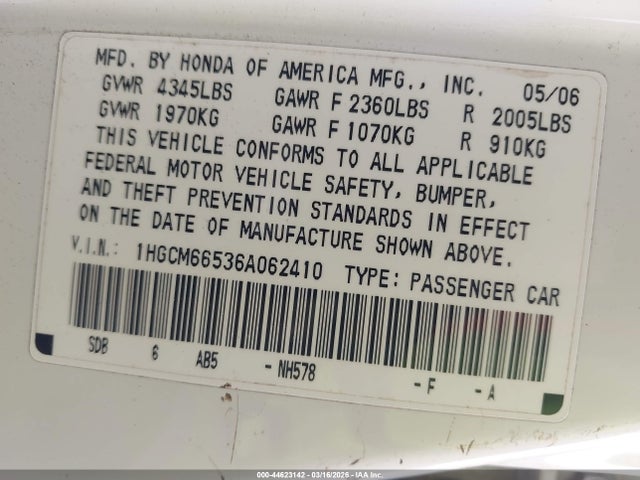 MFD. BY HONDA OF AMERICA MFG., INC. 05/06
GVWR 4345LBS GAWR F 2360LBS R 2005LBS
GVWR 1970KG GAWR F 1070KG R 910KG
THIS VEHICLE CONFORMS TO ALL APPLICABLE
FEDERAL MOTOR VEHICLE SAFETY, BUMPER,
AND THEFT PREVENTION STANDARDS IN EFFECT
ON THE DATE OF MANUFACTURE SHOWN ABOVE.
V.I.N.: 1HGCM66536A062410 TYPE: PASSENGER CAR
SDB 6 AB5 -NH578 -F -A
000-44623142 - 03/16/2026 - IAA Inc.